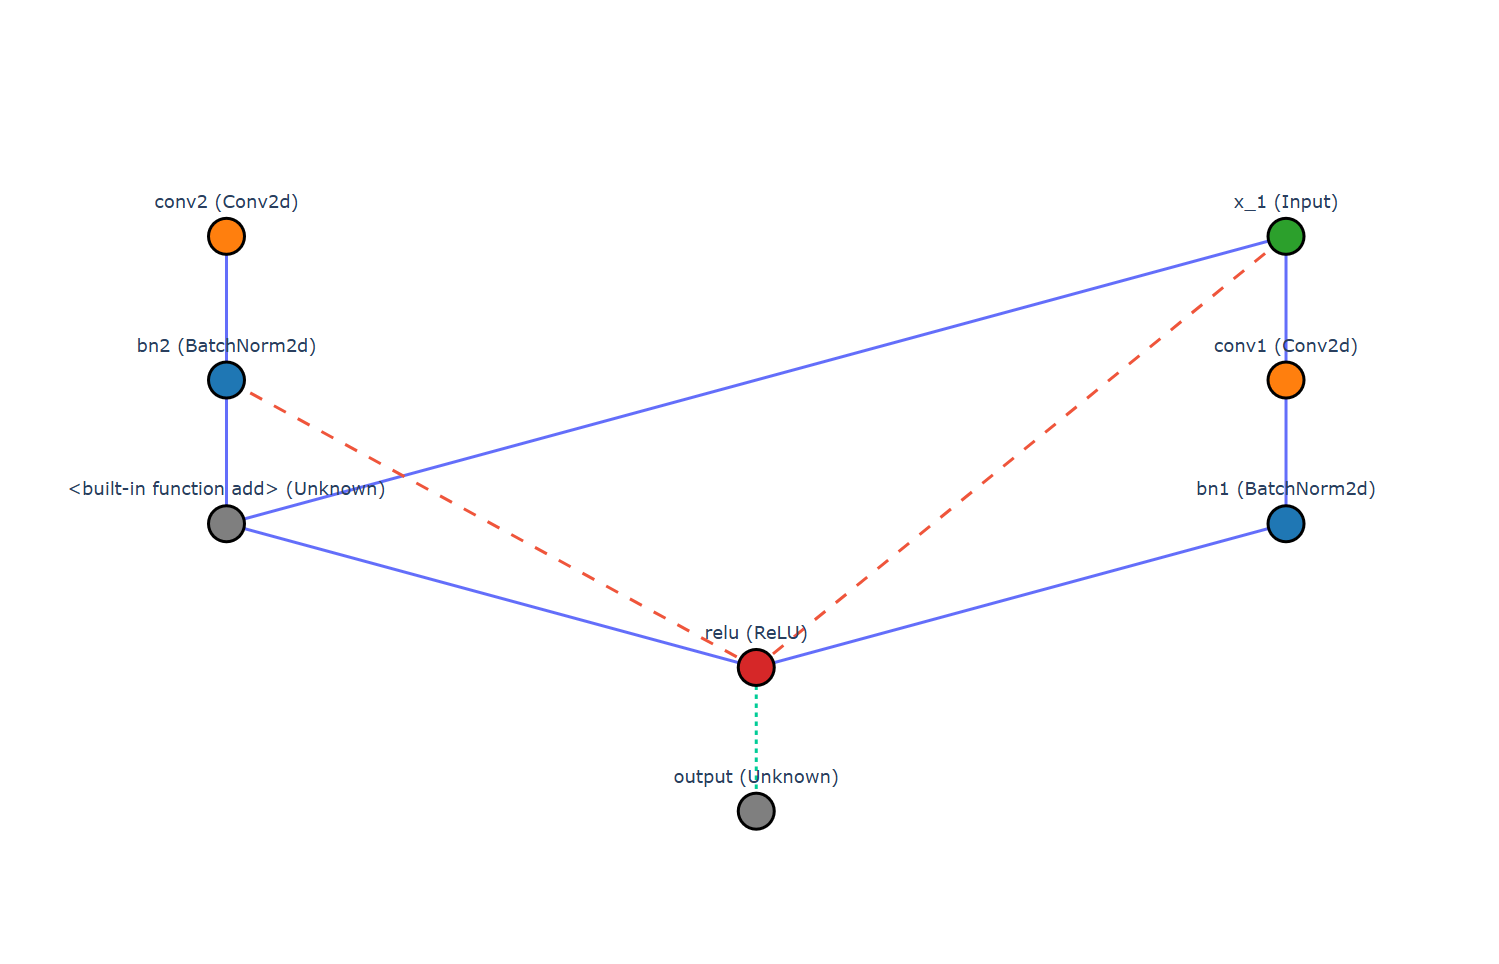 conv2 (Conv2d)
x_1 (Input)
bn2 (BatchNorm2d)
conv1 (Conv2d)
<built-in function add> (Unknown)
bn1 (BatchNorm2d)
relu (ReLU)
output (Unknown)